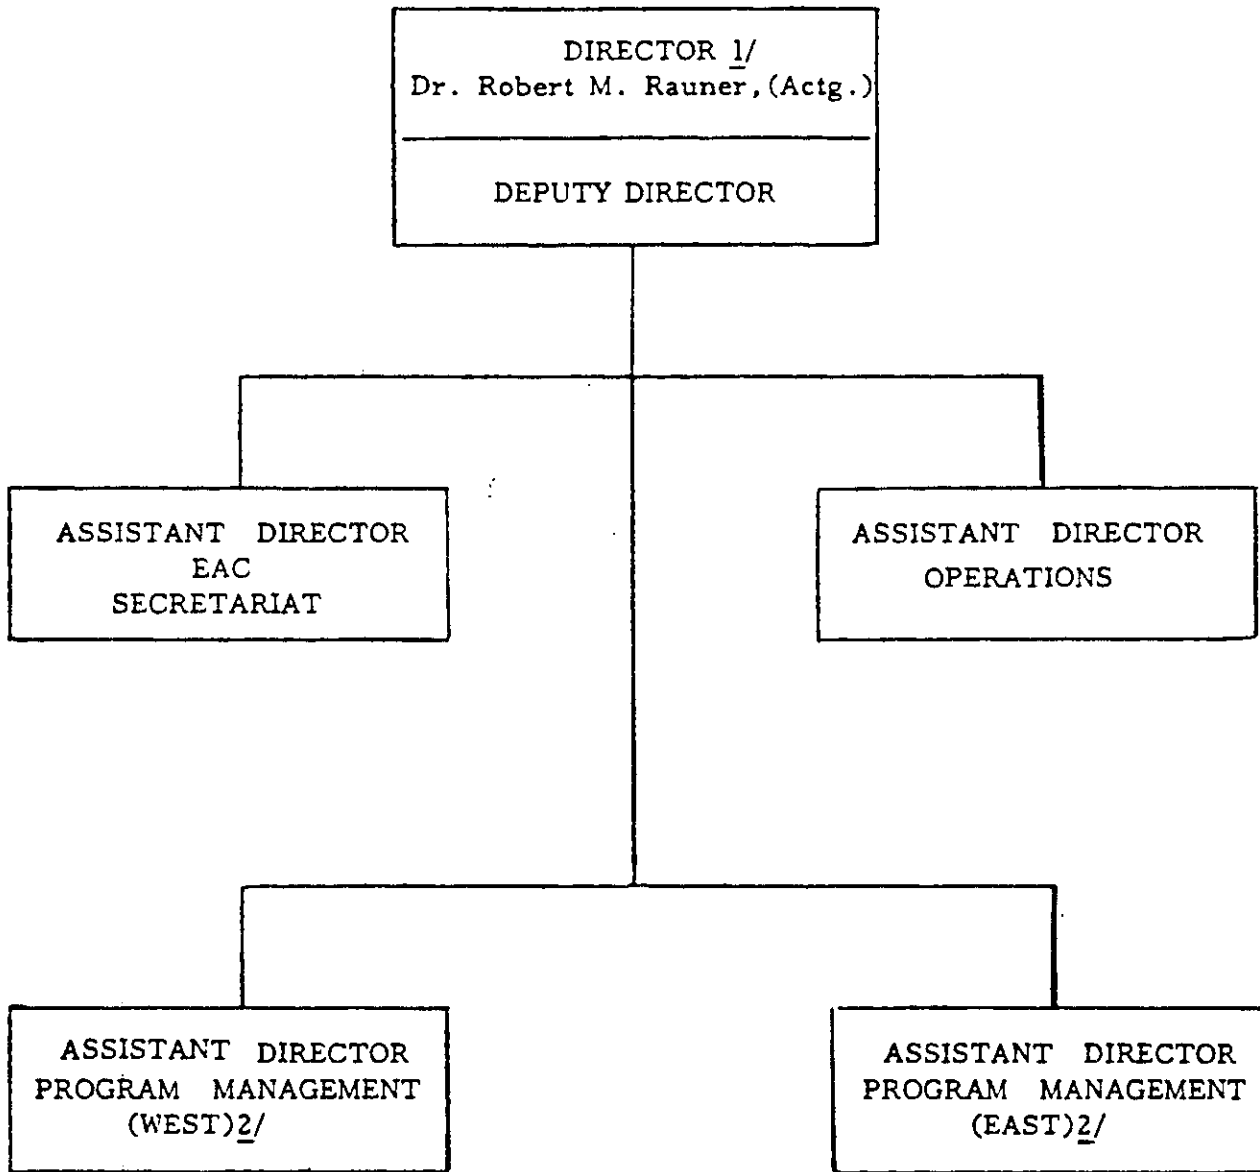 DIRECTOR 1/
Dr. Robert M. Rauner, (Actg.)
DEPUTY DIRECTOR
ASSISTANT DIRECTOR
EAC
SECRETARIAT
ASSISTANT DIRECTOR
OPERATIONS
ASSISTANT DIRECTOR
PROGRAM MANAGEMENT
(WEST)2/
ASSISTANT DIRECTOR
PROGRAM MANAGEMENT
(EAST)2/